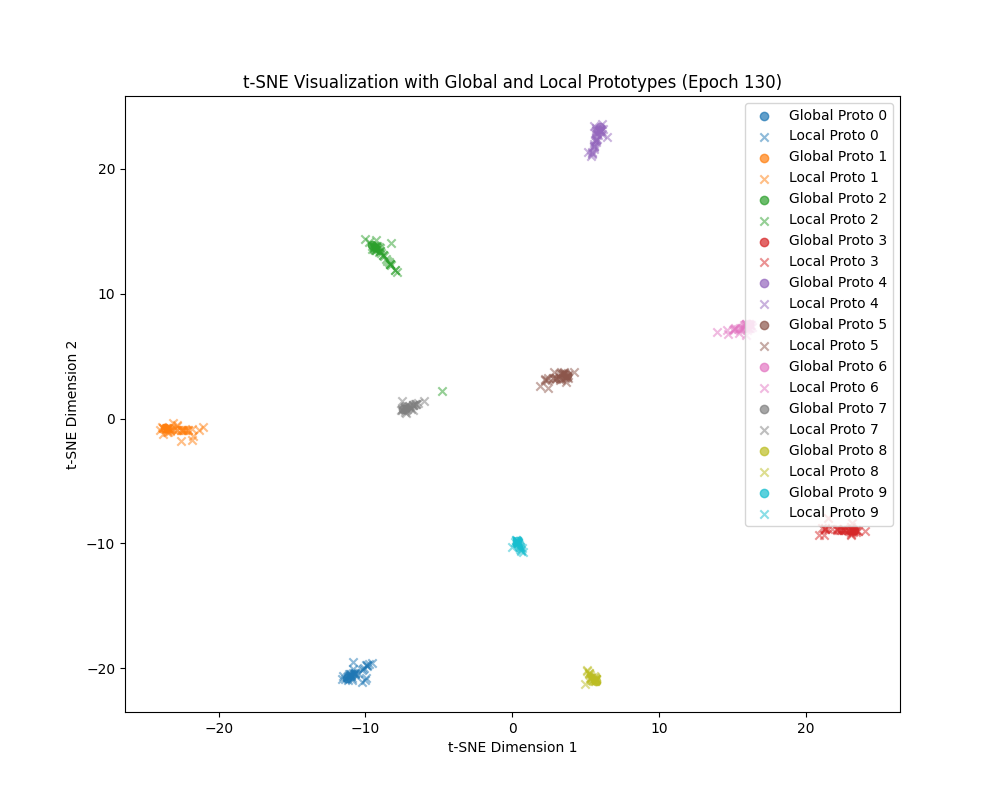 t-SNE Visualization with Global and Local Prototypes (Epoch 130)
Global Proto 0
Local Proto 0
Global Proto 1
Local Proto 1
Global Proto 2
Local Proto 2
Global Proto 3
Local Proto 3
Global Proto 4
Local Proto 4
Global Proto 5
Local Proto 5
Global Proto 6
Local Proto 6
Global Proto 7
Local Proto 7
Global Proto 8
Local Proto 8
Global Proto 9
Local Proto 9
t-SNE Dimension 2
20
10
0
−10
−20
−20 −10 0 10 20
t-SNE Dimension 1